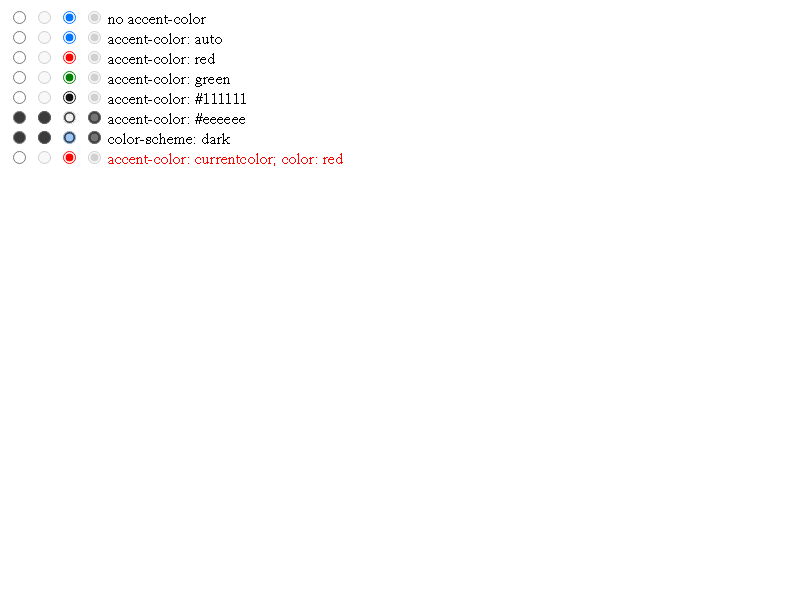 no accent-color
accent-color: auto
accent-color: red
accent-color: green
accent-color: #111111
accent-color: #eeeeee
color-scheme: dark
accent-color: currentcolor; color: red